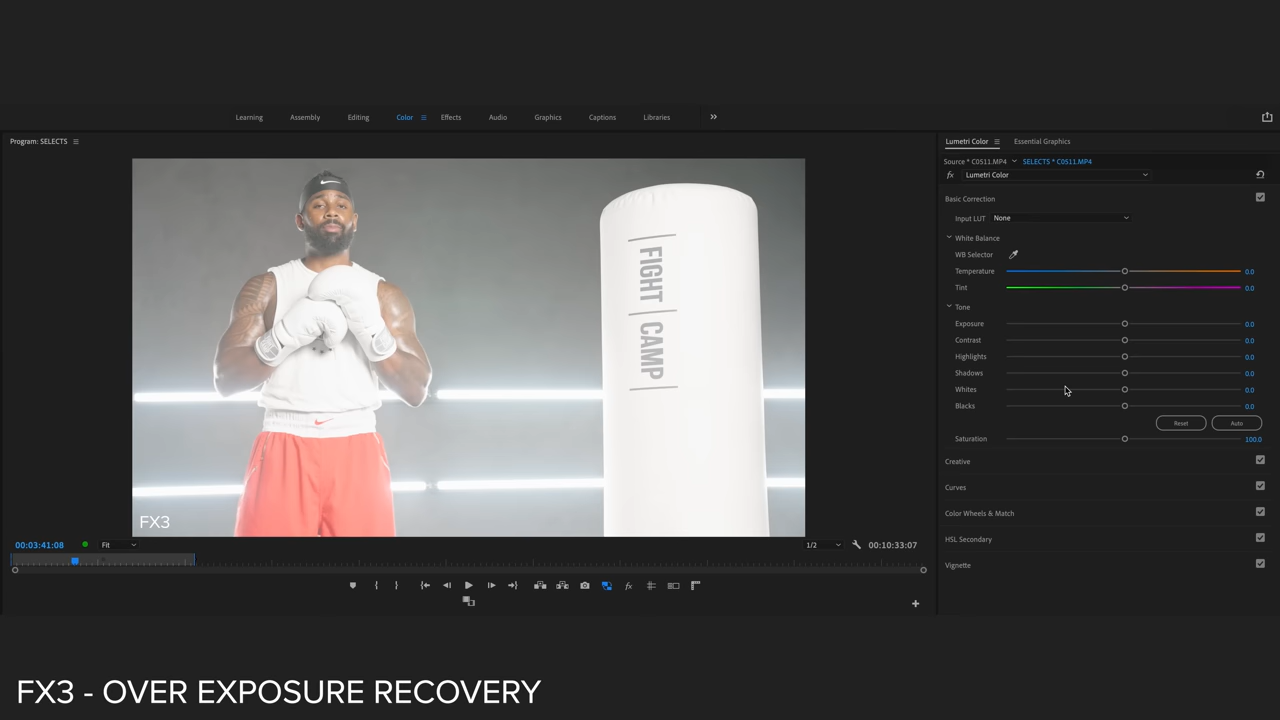 Learning Assembly Editing Color Effects Audio Graphics Captions Libraries
Program: SELECTS
Lumetri Color Essential Graphics
Source * C0511.MP4 SELECTS * C0511.MP4
fx Lumetri Color
Basic Correction
Input LUT None
White Balance
WB Selector
Temperature 0.0
Tint 0.0
Tone
Exposure 0.0
Contrast 0.0
Highlights 0.0
Shadows 0.0
Whites 0.0
Blacks 0.0
Reset Auto
Saturation 100.0
Creative
Curves
Color Wheels & Match
HSL Secondary
Vignette
FIGHT
CAMP
FX3
00:03:41:08 Fit 1/2 00:10:33:07
fx
FX3 - OVER EXPOSURE RECOVERY